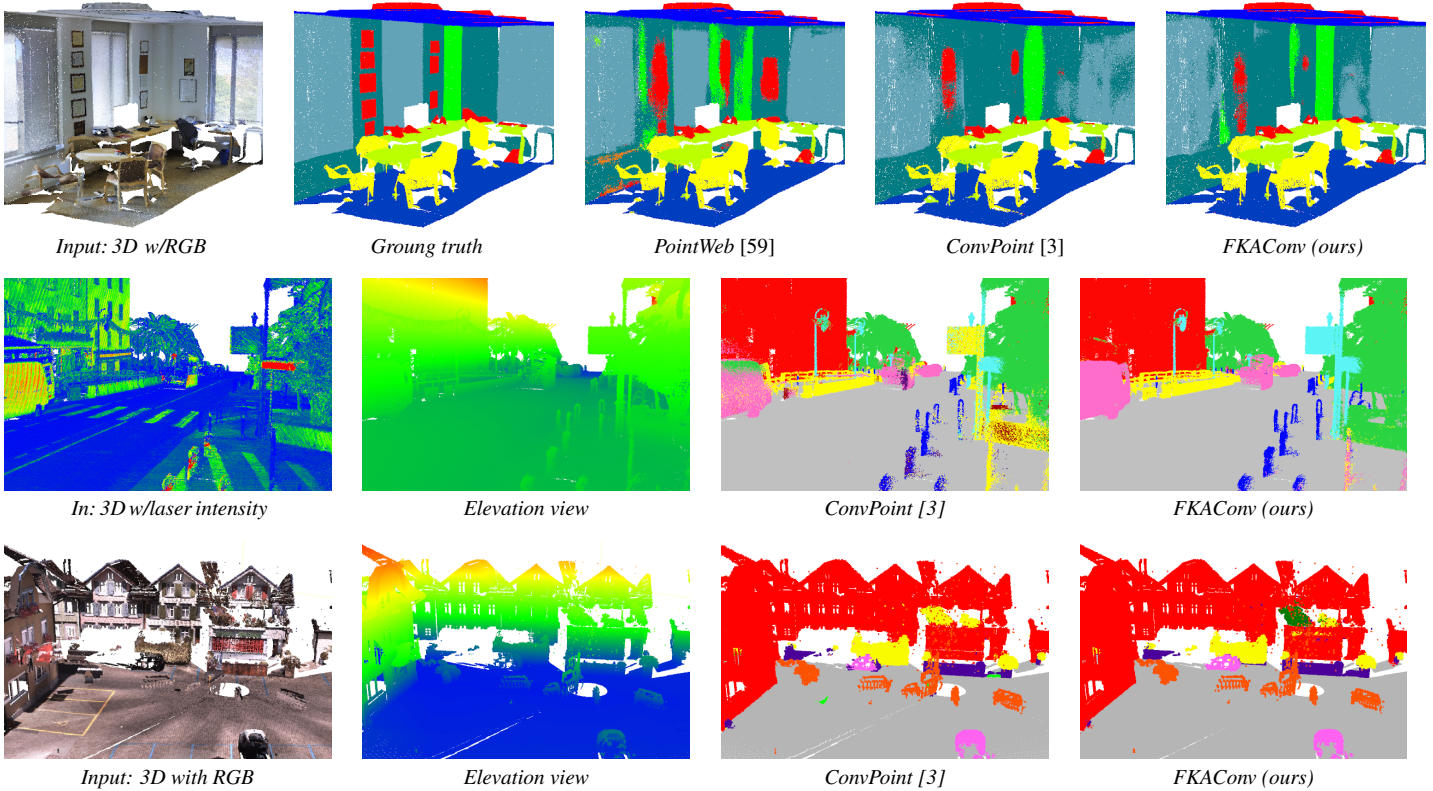 Input: 3D w/RGB
Groung truth
PointWeb [59]
ConvPoint [3]
FKAConv (ours)
In: 3D w/laser intensity
Elevation view
ConvPoint [3]
FKAConv (ours)
Input: 3D with RGB
Elevation view
ConvPoint [3]
FKAConv (ours)